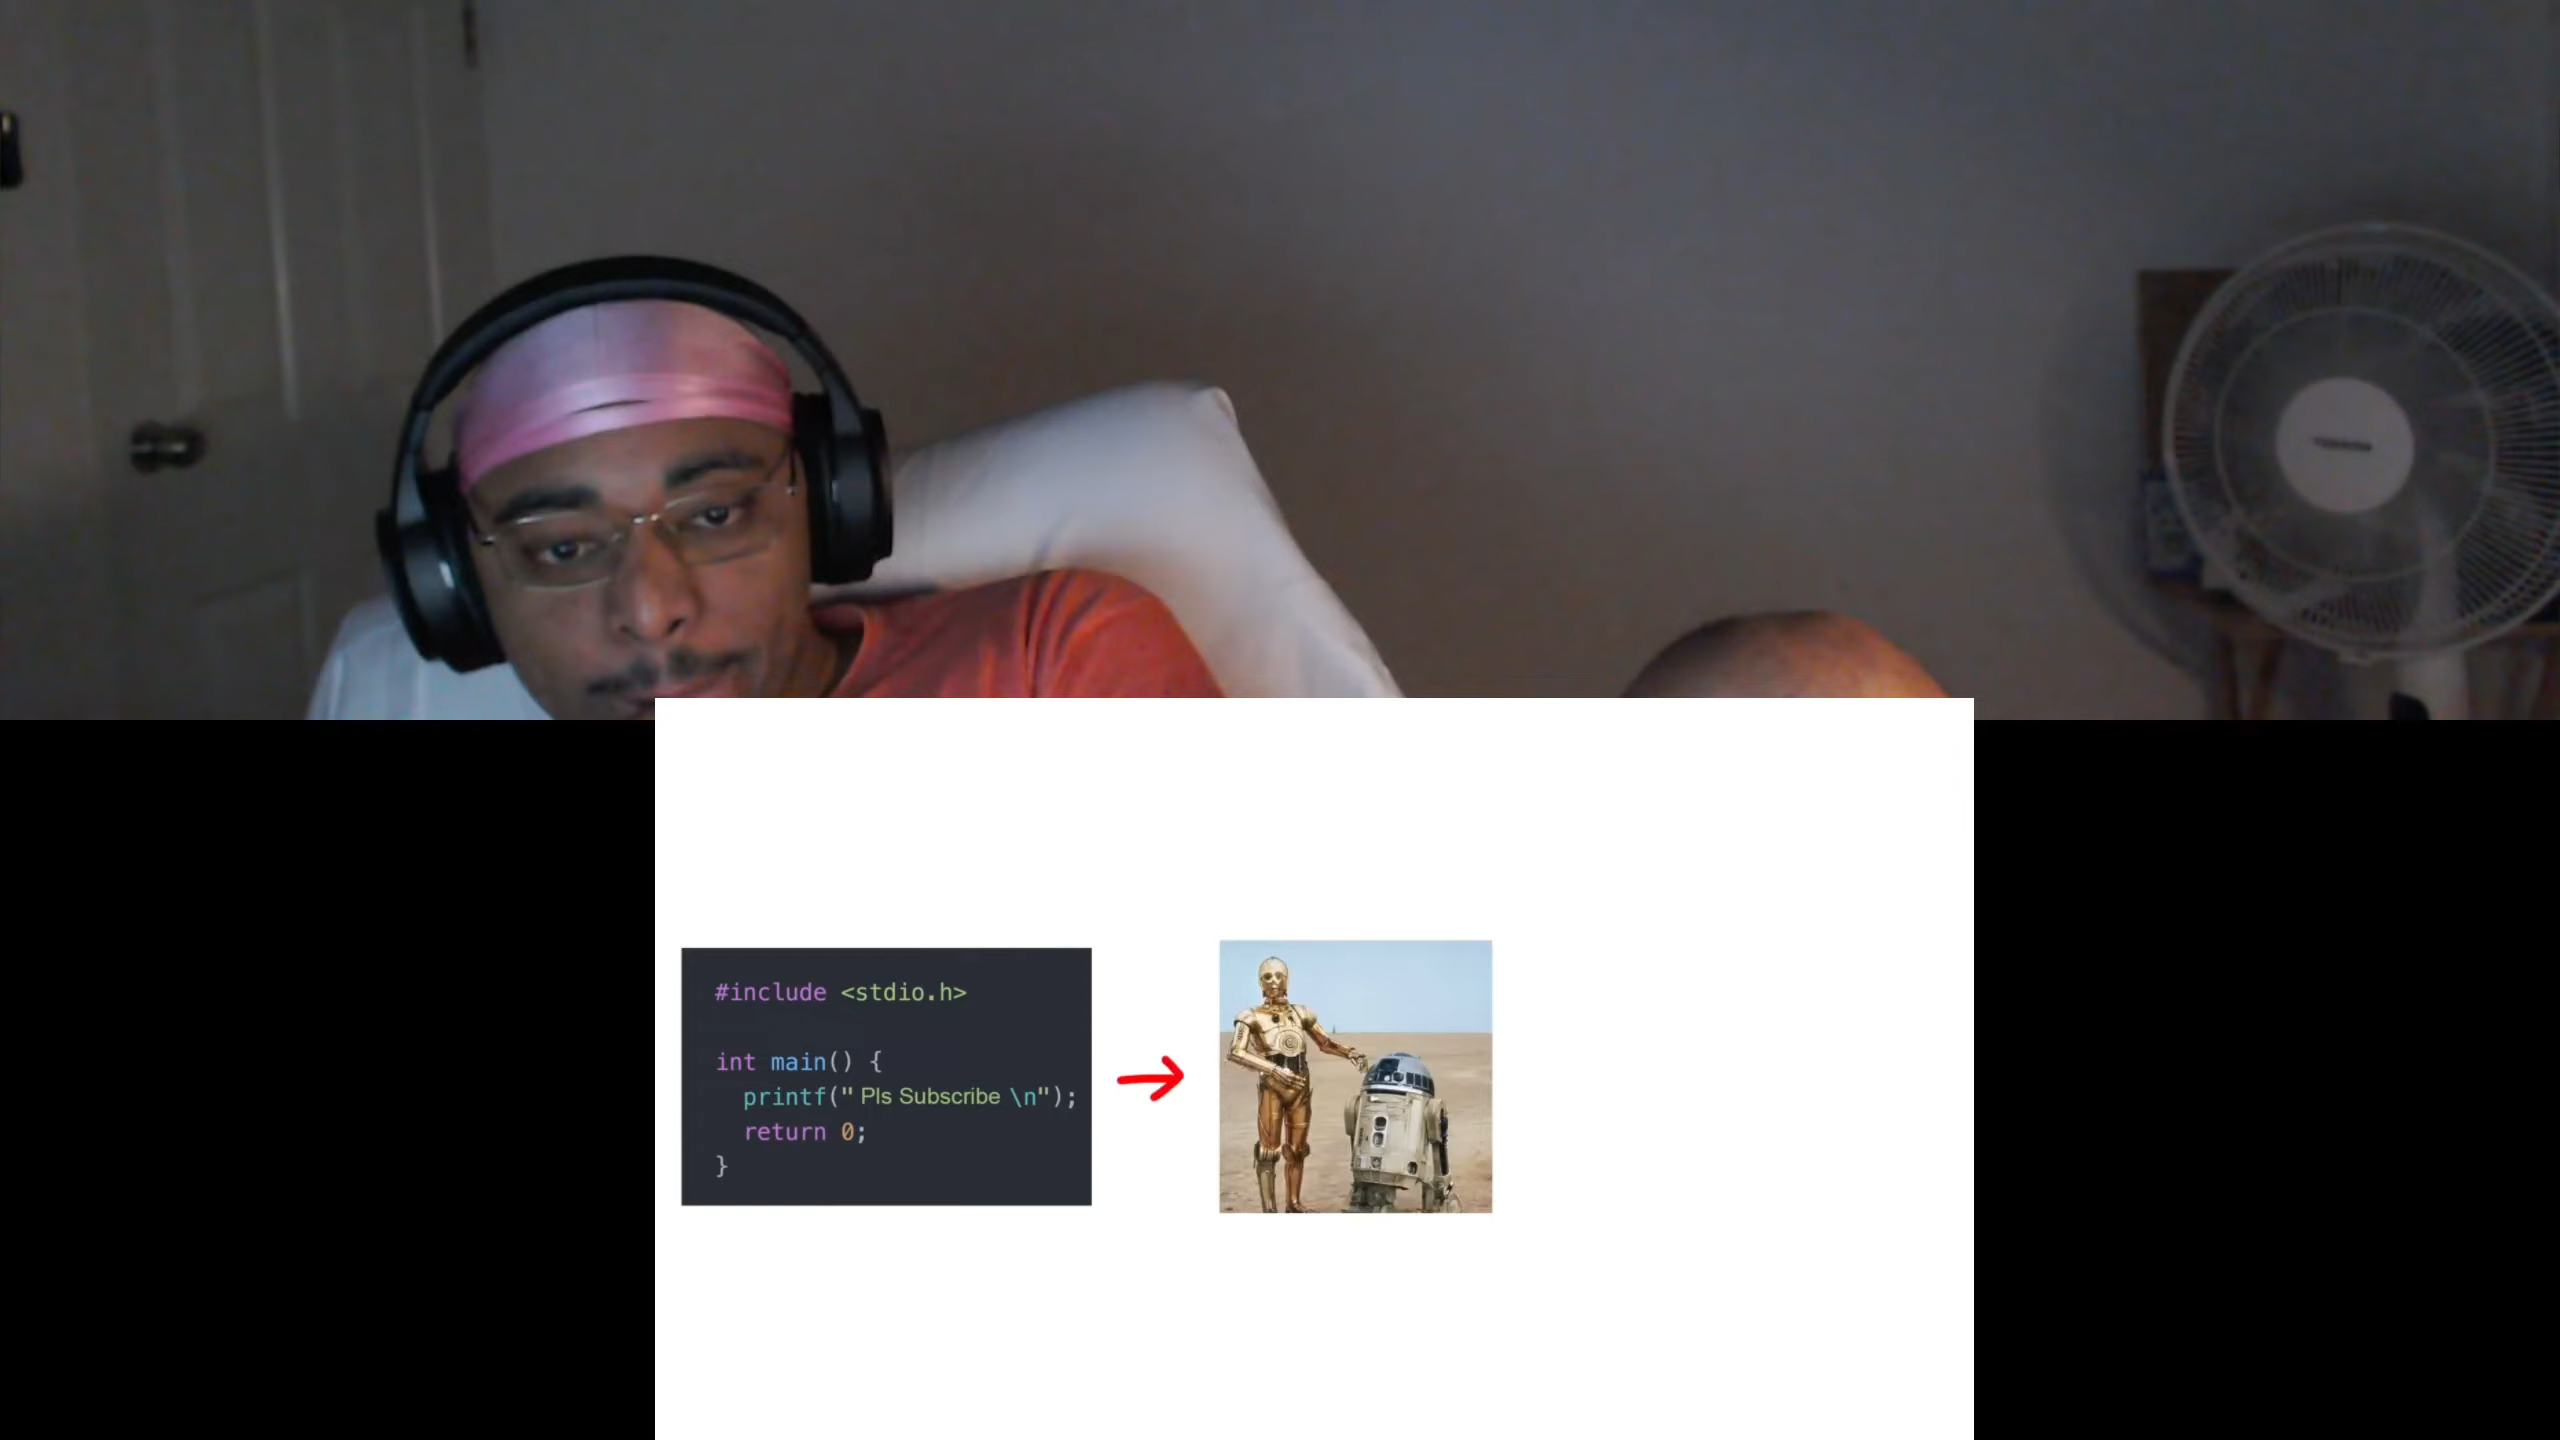 #include <stdio.h>
int main() {
printf(" Pls Subscribe \n");
return 0;
}